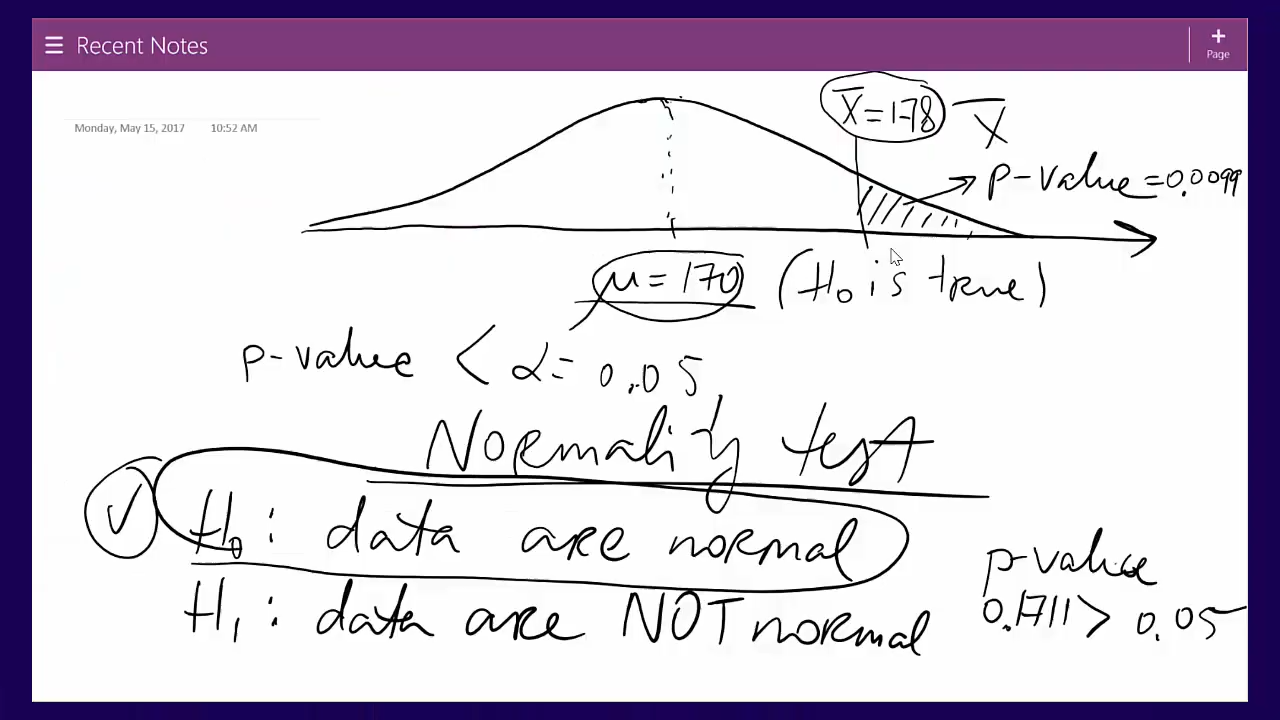 ☰ Recent Notes
+
Page
Monday, May 15, 2017 10:52 AM
X̅=178 X̅
p-value=0.0099
μ=170 (H₀ is true)
p-value < α=0.05
Normality test
✓ H₀: data are normal
H₁: data are NOT normal
p-value
0.1711> 0.05